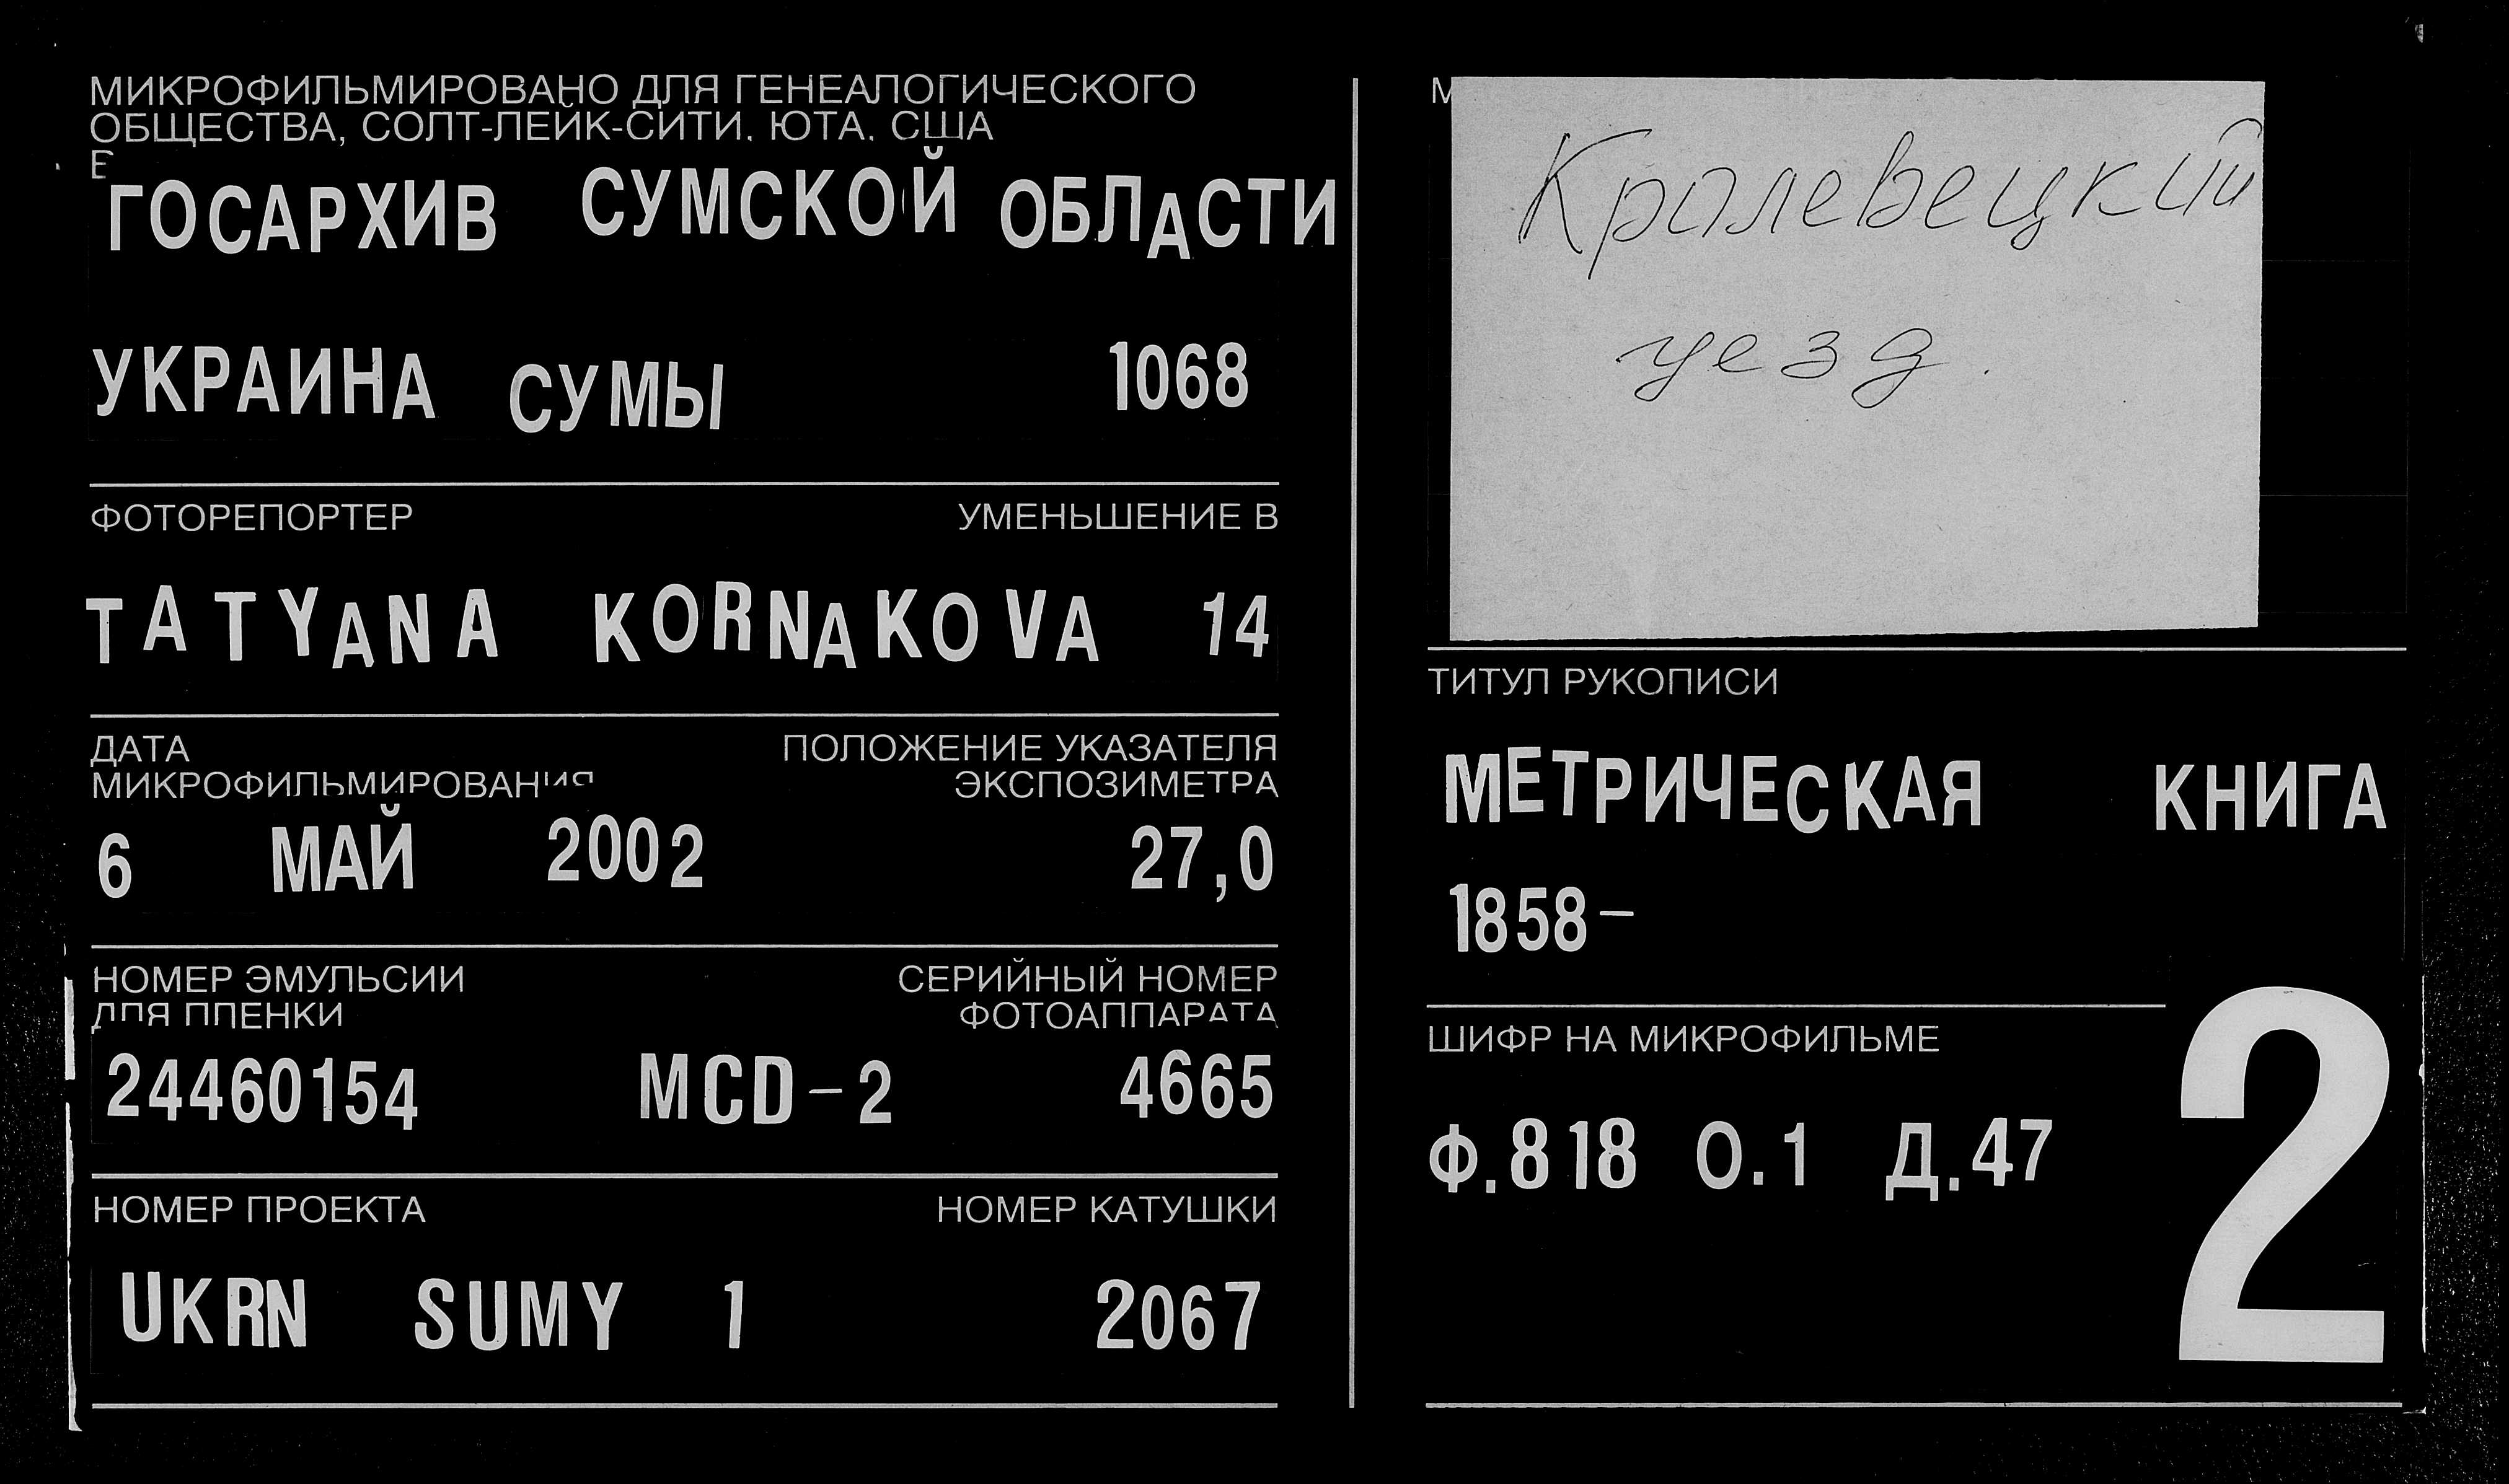 МИКРОФИЛЬМИРОВАНО ДЛЯ ГЕНЕАЛОГИЧЕСКОГО
ОБЩЕСТВА, СОЛТ-ЛЕЙК-СИТИ, ЮТА, США
ГОСАРХИВ СУМСКОЙ ОБЛАСТИ
УКРАИНА СУМЫ 1068
ФОТОРЕПОРТЕР УМЕНЬШЕНИЕ В
TATYANA KORNAKOVA 14
ДАТА ПОЛОЖЕНИЕ УКАЗАТЕЛЯ
МИКРОФИЛЬМИРОВАНИЯ ЭКСПОЗИМЕТРА
6 МАЙ 2002 27,0
НОМЕР ЭМУЛЬСИИ СЕРИЙНЫЙ НОМЕР
ДЛЯ ПЛЕНКИ ФОТОАППАРАТА
24460154 MCD-2 4665
НОМЕР ПРОЕКТА НОМЕР КАТУШКИ
UKRN SUMY 1 2067
Кролевецкий
уезд.
ТИТУЛ РУКОПИСИ
МЕТРИЧЕСКАЯ КНИГА
1858-
ШИФР НА МИКРОФИЛЬМЕ
Ф.818 О.1 Д.47
2